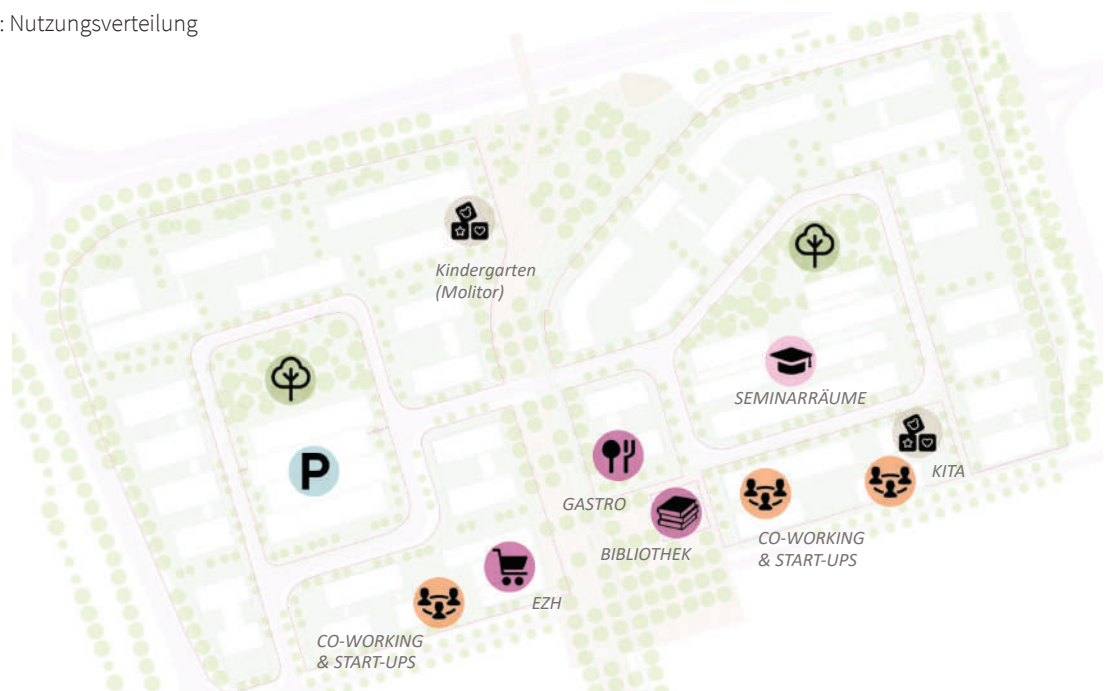 : Nutzungsverteilung
Kindergarten
(Molitor)
SEMINARRÄUME
P
KITA
GASTRO
CO-WORKING
& START-UPS
BIBLIOTHEK
EZH
CO-WORKING
& START-UPS